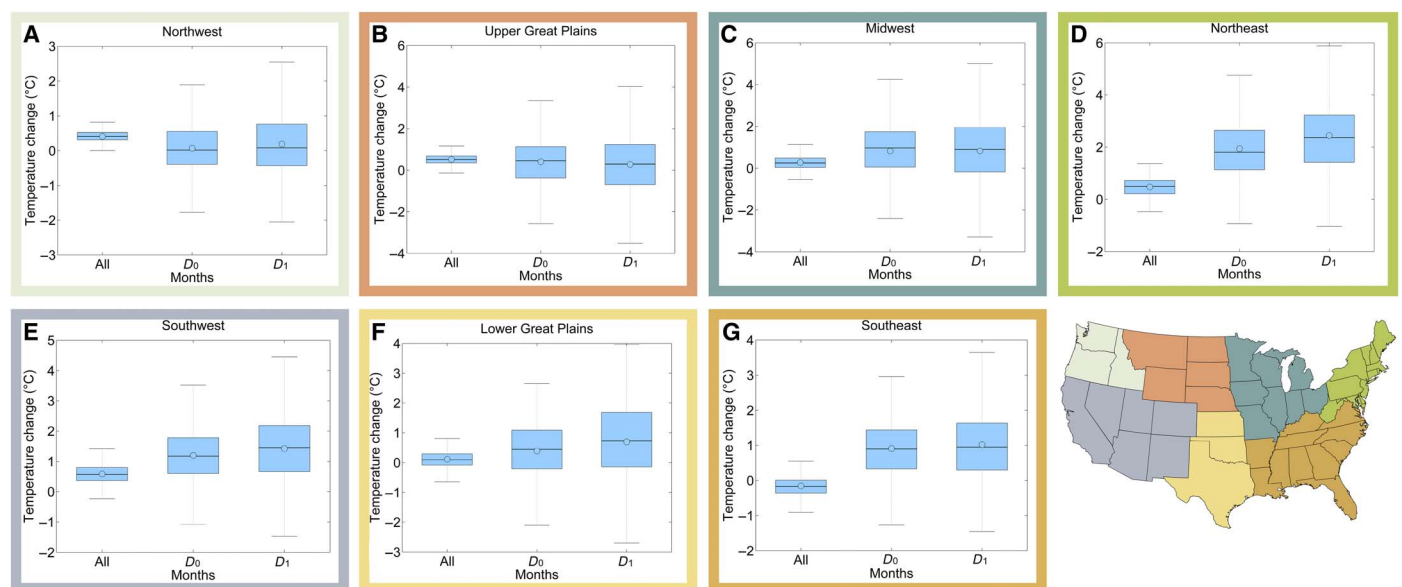 A
Northwest
Temperature change (°C)
3
2
1
0
–1
–2
–3
All
D0
D1
Months
B
Upper Great Plains
Temperature change (°C)
6
4
2
0
–2
–4
All
D0
D1
Months
C
Midwest
Temperature change (°C)
6
4
2
0
–2
–4
All
D0
D1
Months
D
Northeast
Temperature change (°C)
6
4
2
0
–2
All
D0
D1
Months
E
Southwest
Temperature change (°C)
5
4
3
2
1
0
–1
–2
All
D0
D1
Months
F
Lower Great Plains
Temperature change (°C)
4
3
2
1
0
–1
–2
–3
All
D0
D1
Months
G
Southeast
Temperature change (°C)
4
3
2
1
0
–1
–2
All
D0
D1
Months